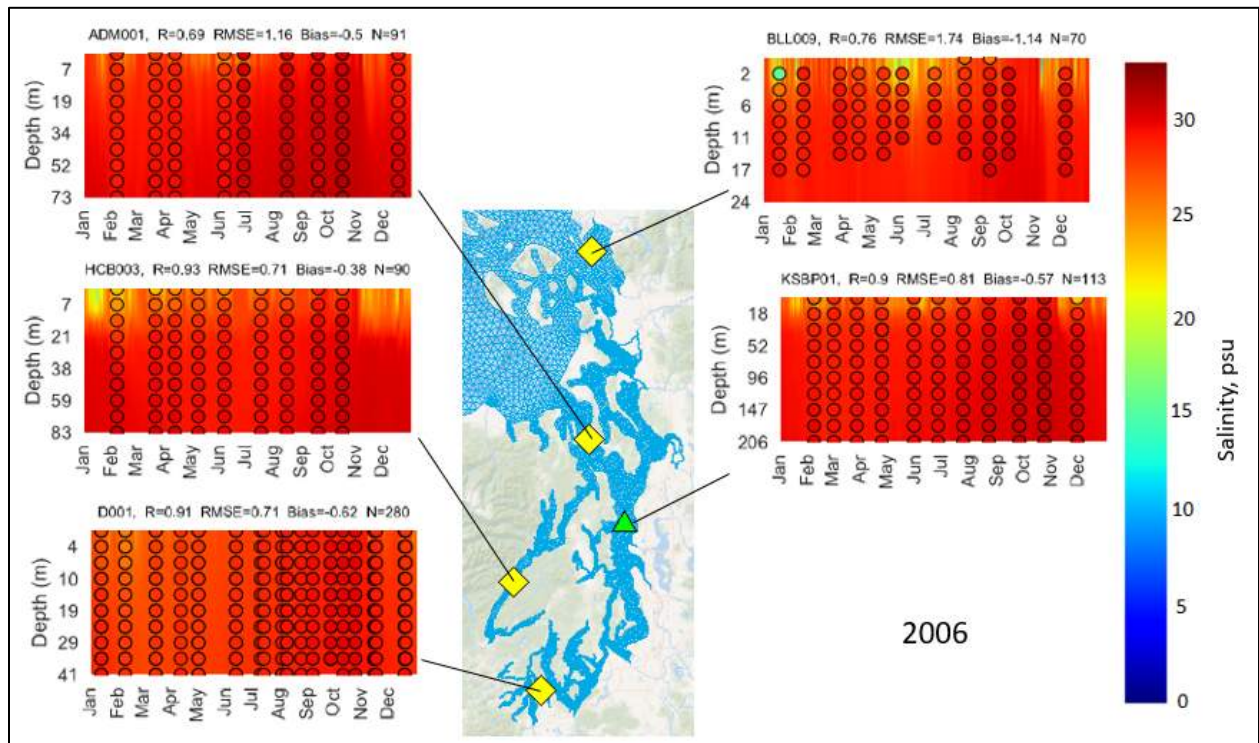 ADM001, R=0.69 RMSE=1.16 Bias=-0.5 N=91
Depth (m)
7
19
34
52
73
Jan Feb Mar Apr May Jun Jul Aug Sep Oct Nov Dec
HCB003, R=0.93 RMSE=0.71 Bias=-0.38 N=90
Depth (m)
7
21
38
59
83
Jan Feb Mar Apr May Jun Jul Aug Sep Oct Nov Dec
D001, R=0.91 RMSE=0.71 Bias=-0.62 N=280
Depth (m)
4
10
19
29
41
Jan Feb Mar Apr May Jun Jul Aug Sep Oct Nov Dec
BLL009, R=0.76 RMSE=1.74 Bias=-1.14 N=70
Depth (m)
2
6
11
17
24
Jan Feb Mar Apr May Jun Jul Aug Sep Oct Nov Dec
KSBP01, R=0.9 RMSE=0.81 Bias=-0.57 N=113
Depth (m)
18
52
96
147
206
Jan Feb Mar Apr May Jun Jul Aug Sep Oct Nov Dec
2006
30
25
20
15
10
5
0
Salinity, psu